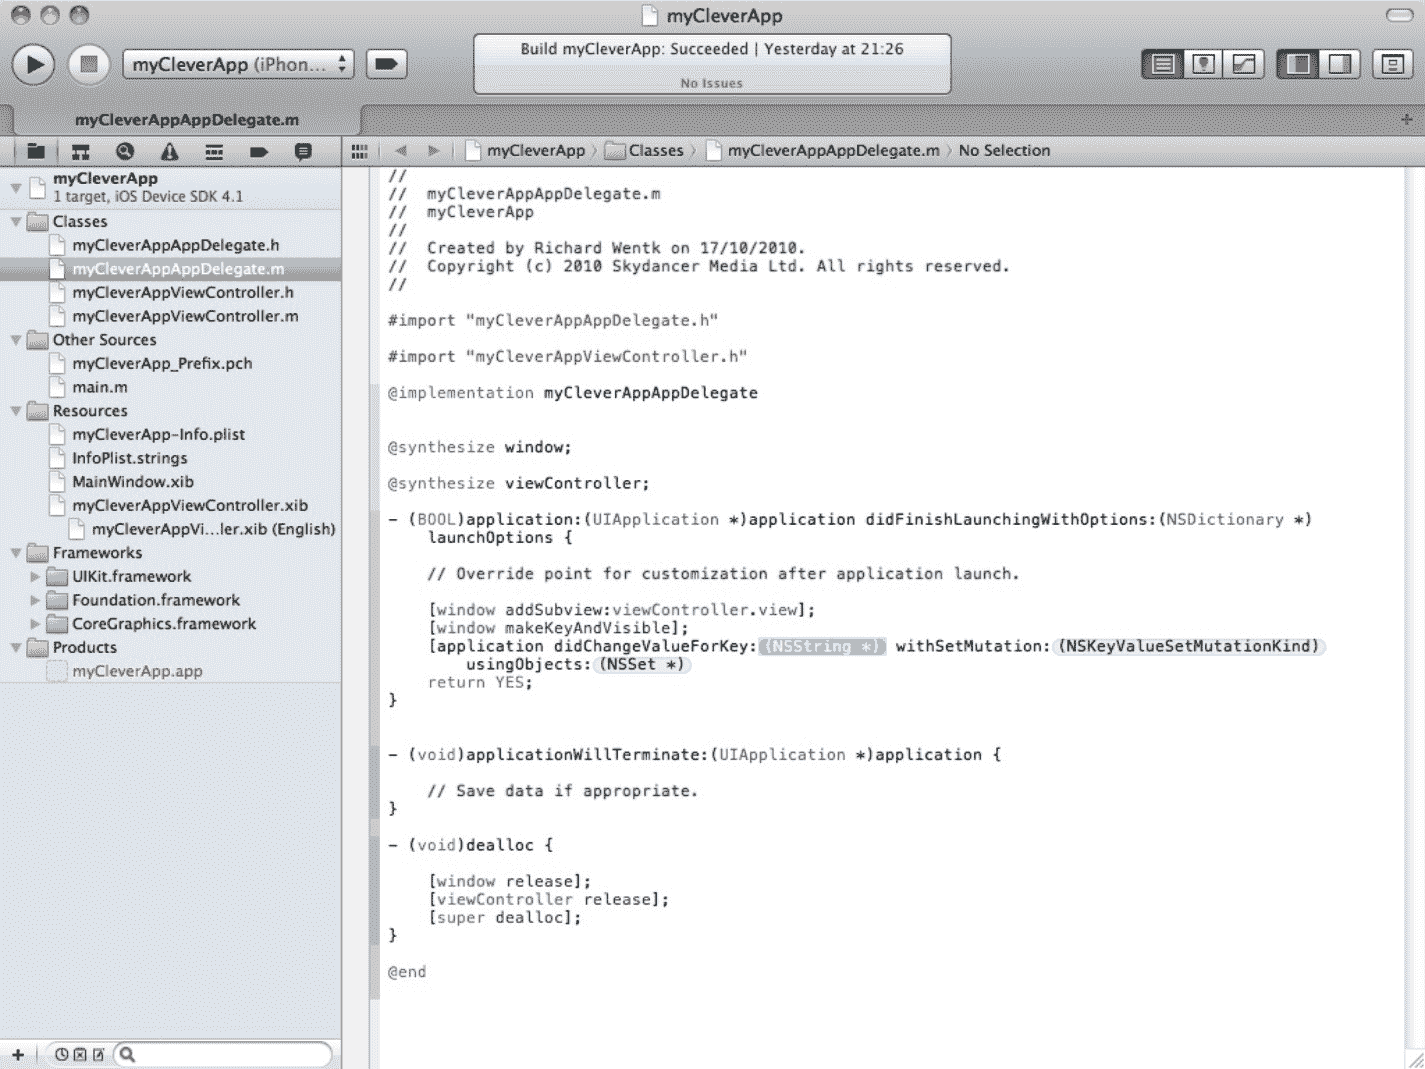 myCleverApp
myCleverApp (iPhon...
Build myCleverApp: Succeeded | Yesterday at 21:26
No Issues
myCleverAppAppDelegate.m
myCleverApp
Classes
myCleverAppAppDelegate.m
No Selection
myCleverApp
1 target, iOS Device SDK 4.1
Classes
myCleverAppAppDelegate.h
myCleverAppAppDelegate.m
myCleverAppViewController.h
myCleverAppViewController.m
Other Sources
myCleverApp_Prefix.pch
main.m
Resources
myCleverApp-Info.plist
InfoPlist.strings
MainWindow.xib
myCleverAppViewController.xib
myCleverAppVi...ler.xib (English)
Frameworks
UIKit.framework
Foundation.framework
CoreGraphics.framework
Products
myCleverApp.app
//
//  myCleverAppAppDelegate.m
//  myCleverApp
//
//  Created by Richard Wentk on 17/10/2010.
//  Copyright (c) 2010 Skydancer Media Ltd. All rights reserved.
//
#import "myCleverAppAppDelegate.h"
#import "myCleverAppViewController.h"
@implementation myCleverAppAppDelegate
@synthesize window;
@synthesize viewController;
- (BOOL)application:(UIApplication *)application didFinishLaunchingWithOptions:(NSDictionary *)
launchOptions {
// Override point for customization after application launch.
[window addSubview:viewController.view];
[window makeKeyAndVisible];
[application didChangeValueForKey:(NSString *) withSetMutation:(NSKeyValueSetMutationKind)
usingObjects:(NSSet *)
return YES;
}
- (void)applicationWillTerminate:(UIApplication *)application {
// Save data if appropriate.
}
- (void)dealloc {
[window release];
[viewController release];
[super dealloc];
}
@end